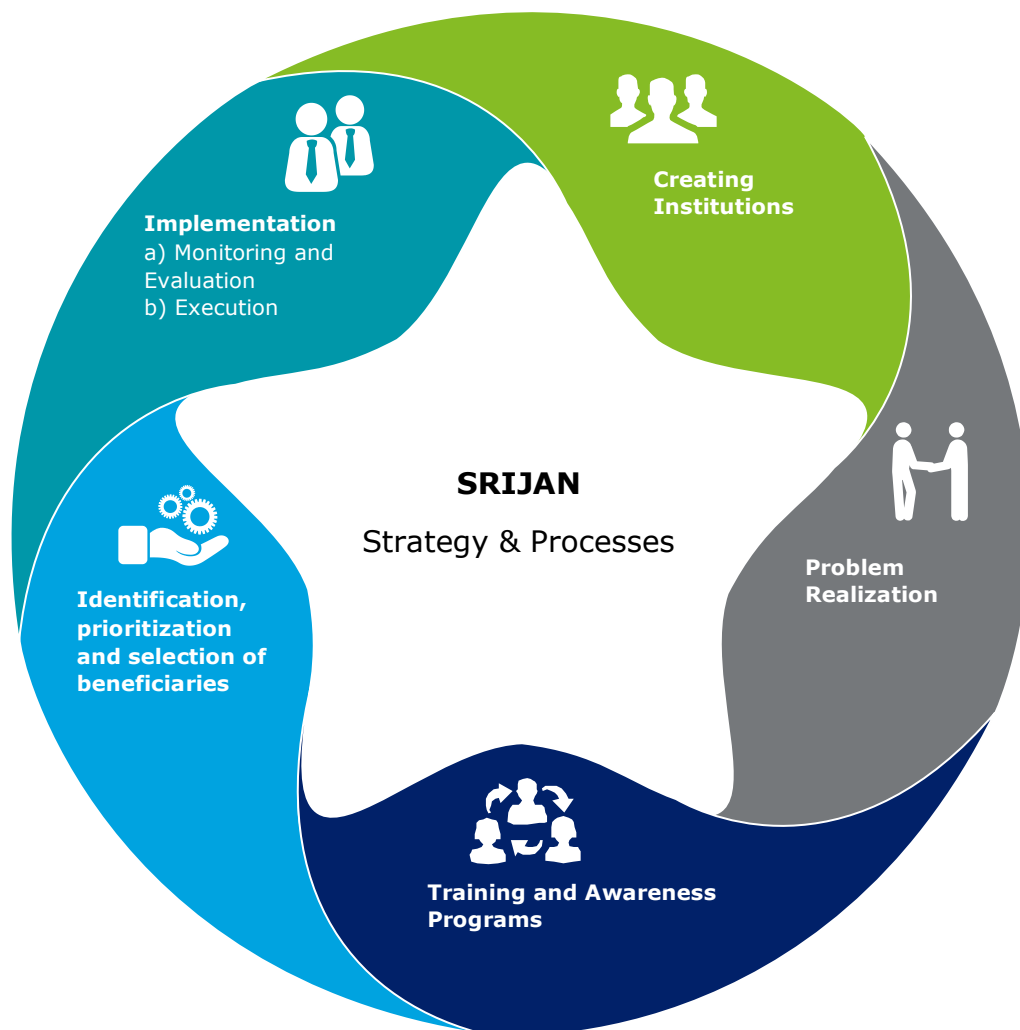 Creating
Institutions
Implementation
a) Monitoring and
Evaluation
b) Execution
SRIJAN
Strategy & Processes
Problem
Realization
Identification,
prioritization
and selection of
beneficiaries
Training and Awareness
Programs